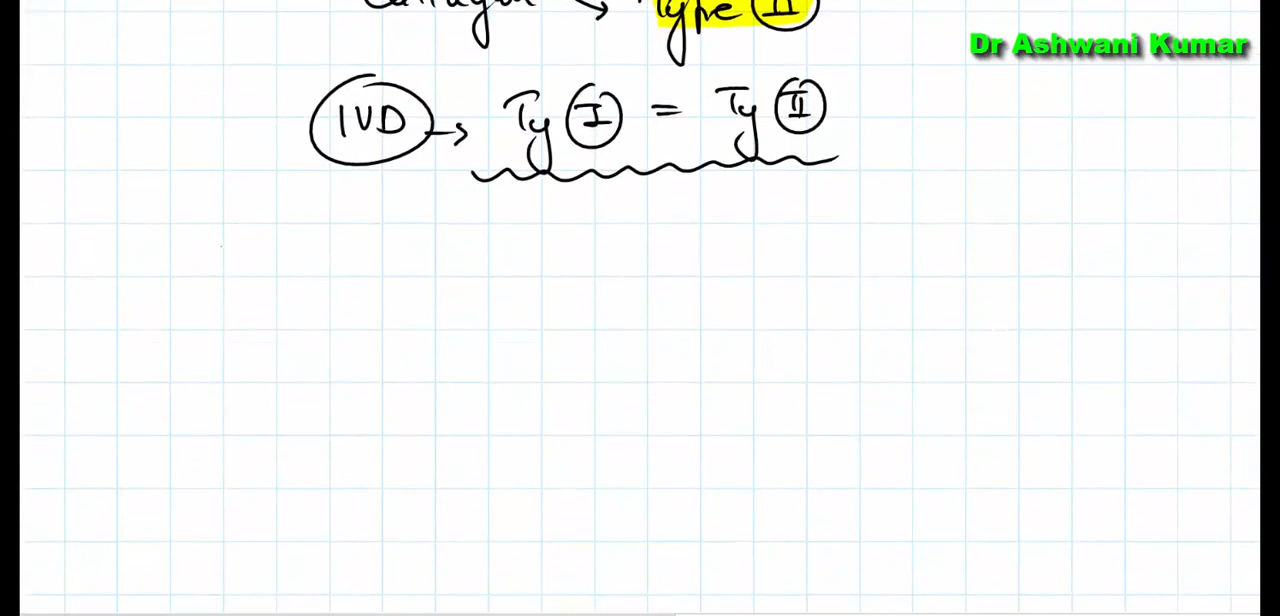 → Type II
Dr Ashwani Kumar
IVD → Ty I = Ty II